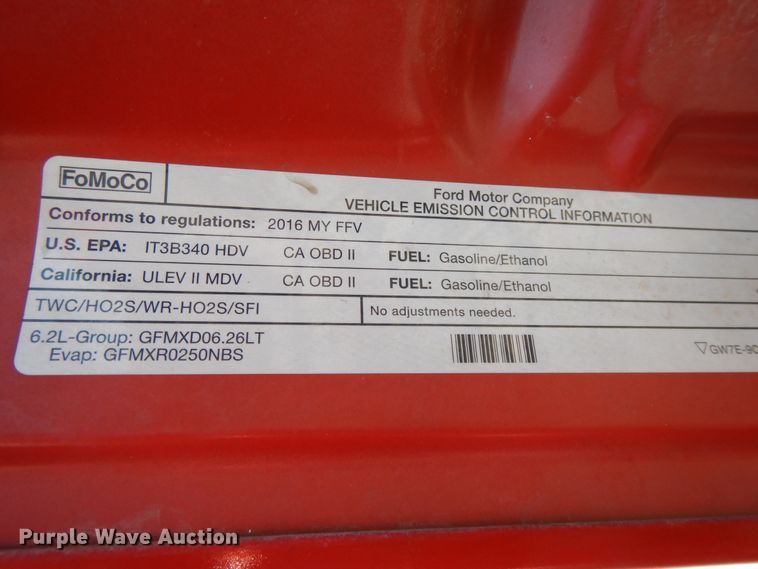 FoMoCo
Ford Motor Company
VEHICLE EMISSION CONTROL INFORMATION
Conforms to regulations: 2016 MY FFV
U.S. EPA: IT3B340 HDV CA OBD II FUEL: Gasoline/Ethanol
California: ULEV II MDV CA OBD II FUEL: Gasoline/Ethanol
TWC/HO2S/WR-HO2S/SFI No adjustments needed.
6.2L-Group: GFMXD06.26LT
Evap: GFMXR0250NBS
GW7E-9C
Purple Wave Auction®